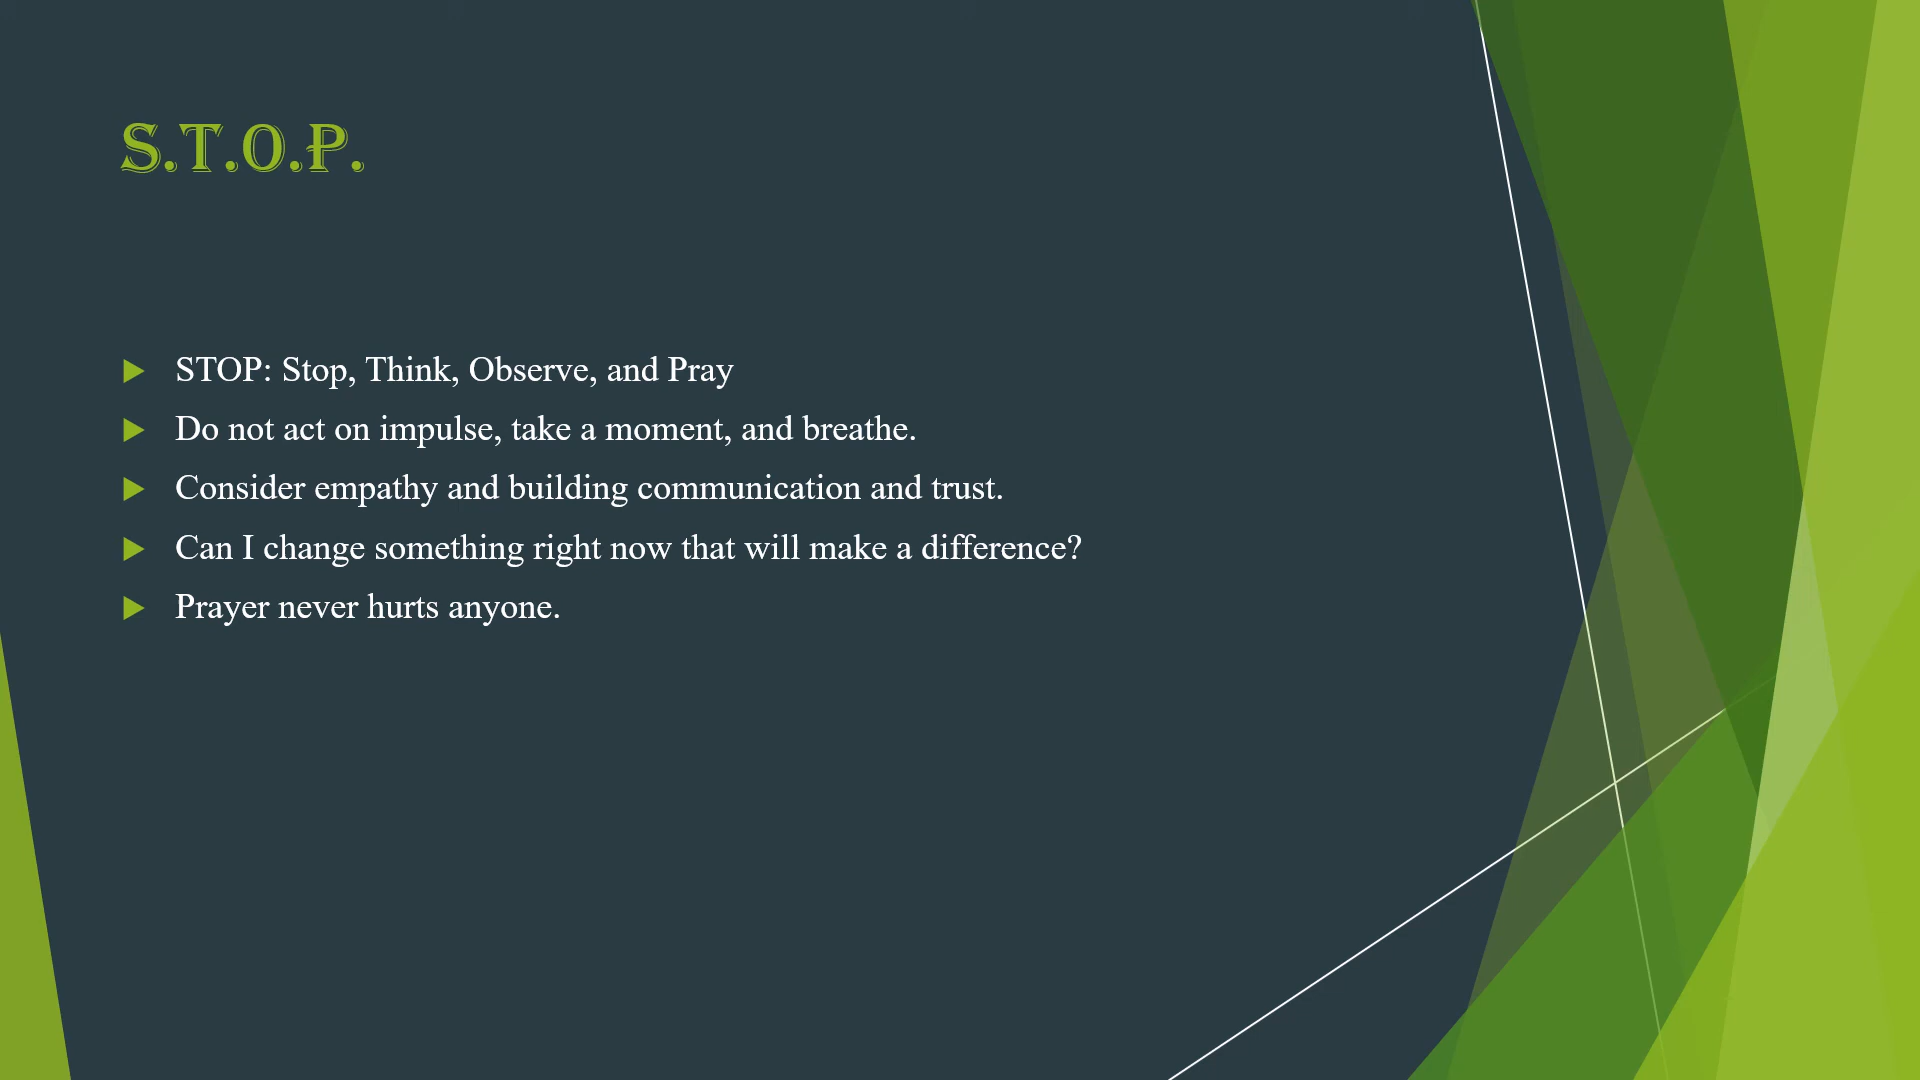 S.T.O.P.
STOP: Stop, Think, Observe, and Pray
Do not act on impulse, take a moment, and breathe.
Consider empathy and building communication and trust.
Can I change something right now that will make a difference?
Prayer never hurts anyone.